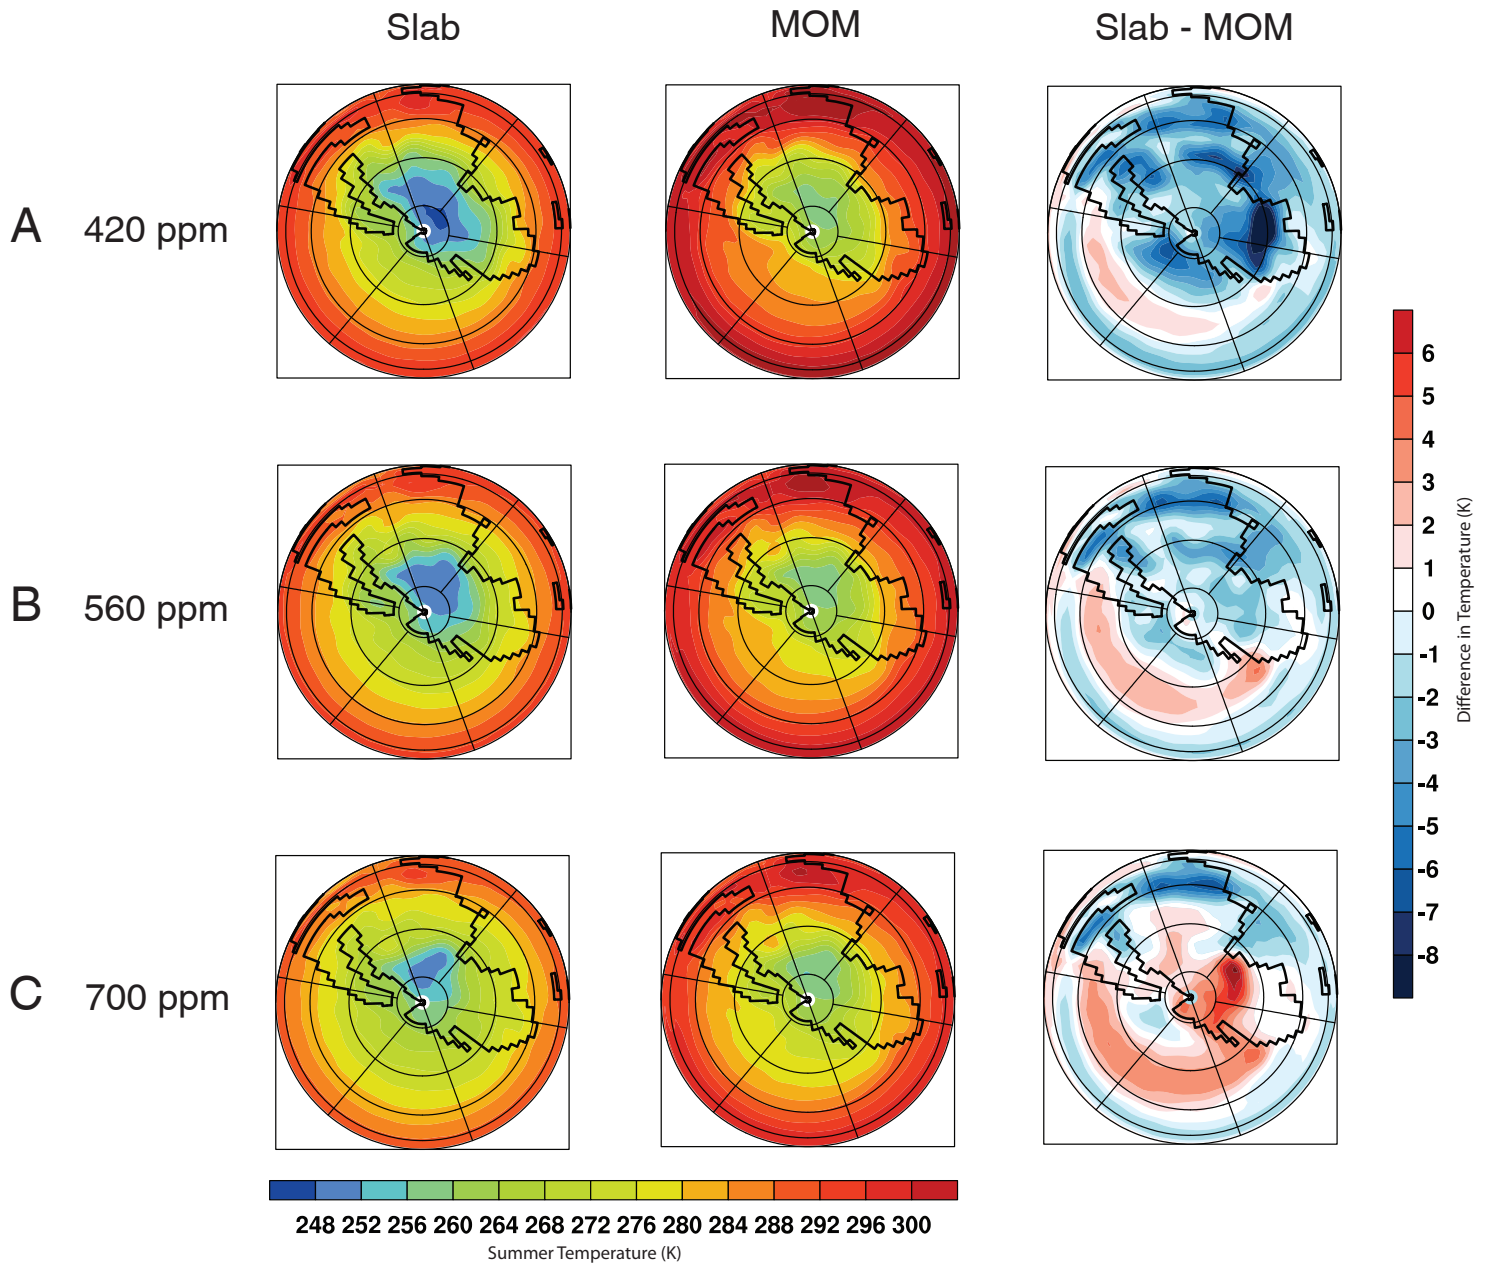 Slab MOM Slab - MOM
A 420 ppm
B 560 ppm
C 700 ppm
6
5
4
3
2
1
0
-1
-2
-3
-4
-5
-6
-7
-8
Difference in Temperature (K)
248 252 256 260 264 268 272 276 280 284 288 292 296 300
Summer Temperature (K)